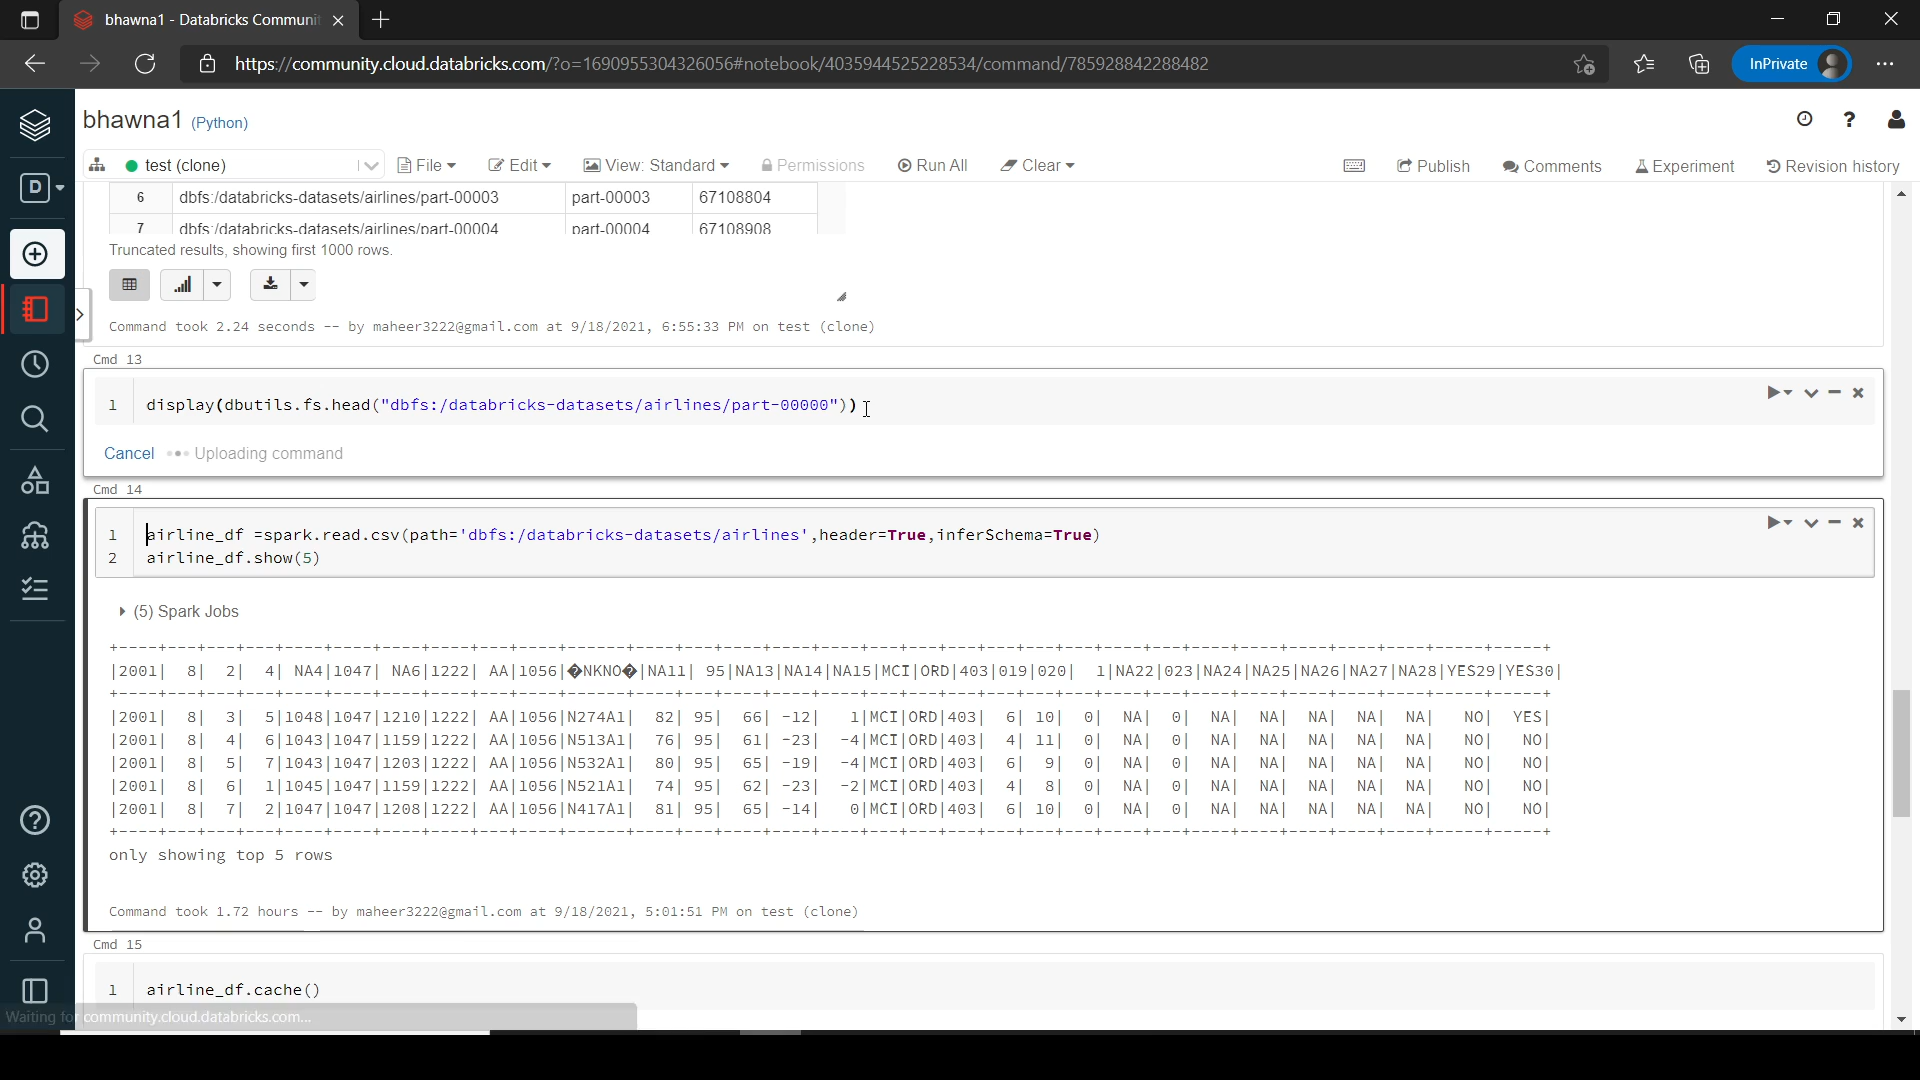 bhawna1 - Databricks Communi
https://community.cloud.databricks.com/?o=1690955304326056#notebook/4035944525228534/command/785928842288482
InPrivate
bhawna1 (Python)
D
test (clone)
File
Edit
View: Standard
Permissions
Run All
Clear
Publish
Comments
Experiment
Revision history
6 dbfs:/databricks-datasets/airlines/part-00003 part-00003 67108804
7 dbfs:/databricks-datasets/airlines/part-00004 part-00004 67108908
Truncated results, showing first 1000 rows.
Command took 2.24 seconds -- by maheer3222@gmail.com at 9/18/2021, 6:55:33 PM on test (clone)
Cmd 13
1 display(dbutils.fs.head("dbfs:/databricks-datasets/airlines/part-00000"))
Cancel Uploading command
Cmd 14
1 airline_df =spark.read.csv(path='dbfs:/databricks-datasets/airlines',header=True,inferSchema=True)
2 airline_df.show(5)
(5) Spark Jobs
+----+---+---+---+----+----+----+----+---+----+------+----+---+----+----+----+---+---+---+---+---+---+----+---+----+----+----+----+----+-----+-----+
|2001| 8| 2| 4| NA4|1047| NA6|1222| AA|1056|�NKNO�|NA11| 95|NA13|NA14|NA15|MCI|ORD|403|019|020| 1|NA22|023|NA24|NA25|NA26|NA27|NA28|YES29|YES30|
+----+---+---+---+----+----+----+----+---+----+------+----+---+----+----+----+---+---+---+---+---+---+----+---+----+----+----+----+----+-----+-----+
|2001| 8| 3| 5|1048|1047|1210|1222| AA|1056|N274A1| 82| 95| 66| -12| 1|MCI|ORD|403| 6| 10| 0| NA| 0| NA| NA| NA| NA| NA| NO| YES|
|2001| 8| 4| 6|1043|1047|1159|1222| AA|1056|N513A1| 76| 95| 61| -23| -4|MCI|ORD|403| 4| 11| 0| NA| 0| NA| NA| NA| NA| NA| NO| NO|
|2001| 8| 5| 7|1043|1047|1203|1222| AA|1056|N532A1| 80| 95| 65| -19| -4|MCI|ORD|403| 6| 9| 0| NA| 0| NA| NA| NA| NA| NA| NO| NO|
|2001| 8| 6| 1|1045|1047|1159|1222| AA|1056|N521A1| 74| 95| 62| -23| -2|MCI|ORD|403| 4| 8| 0| NA| 0| NA| NA| NA| NA| NA| NO| NO|
|2001| 8| 7| 2|1047|1047|1208|1222| AA|1056|N417A1| 81| 95| 65| -14| 0|MCI|ORD|403| 6| 10| 0| NA| 0| NA| NA| NA| NA| NA| NO| NO|
+----+---+---+---+----+----+----+----+---+----+------+----+---+----+----+----+---+---+---+---+---+---+----+---+----+----+----+----+----+-----+-----+
only showing top 5 rows
Command took 1.72 hours -- by maheer3222@gmail.com at 9/18/2021, 5:01:51 PM on test (clone)
Cmd 15
1 airline_df.cache()
Waiting for community.cloud.databricks.com...